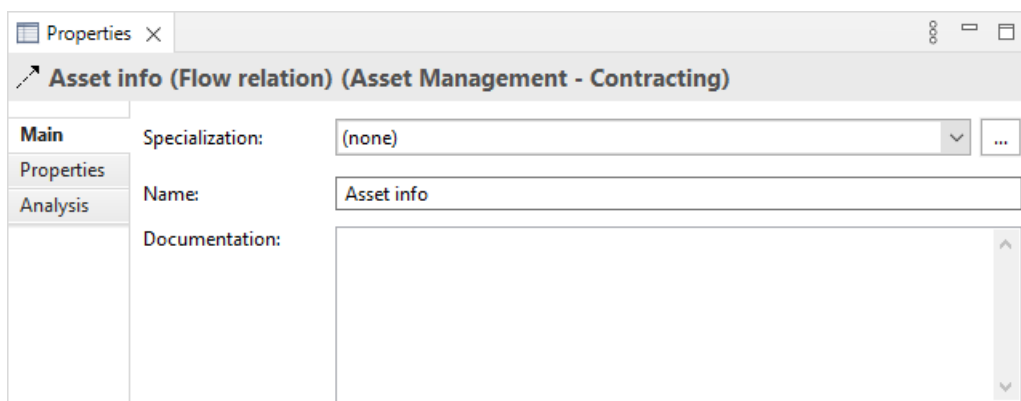 Properties
Asset info (Flow relation) (Asset Management - Contracting)
Main
Specialization:
(none)
...
Properties
Name:
Asset info
Analysis
Documentation: